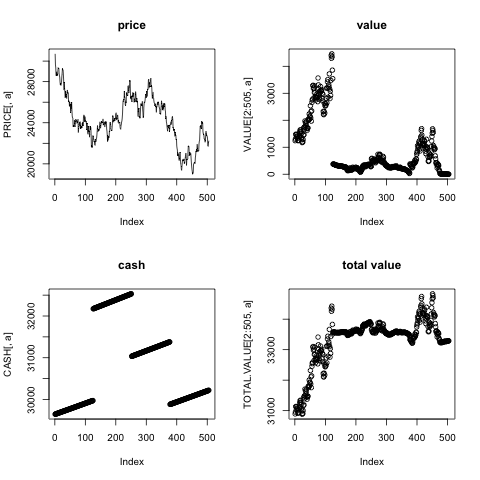 price
PRICE[, a]
20000 24000 28000
0 100 200 300 400 500
Index
value
VALUE[2:505, a]
0 1000 3000
0 100 200 300 400 500
Index
cash
CASH[, a]
30000 31000 32000
0 100 200 300 400 500
Index
total value
TOTAL.VALUE[2:505, a]
31000 33000
0 100 200 300 400 500
Index